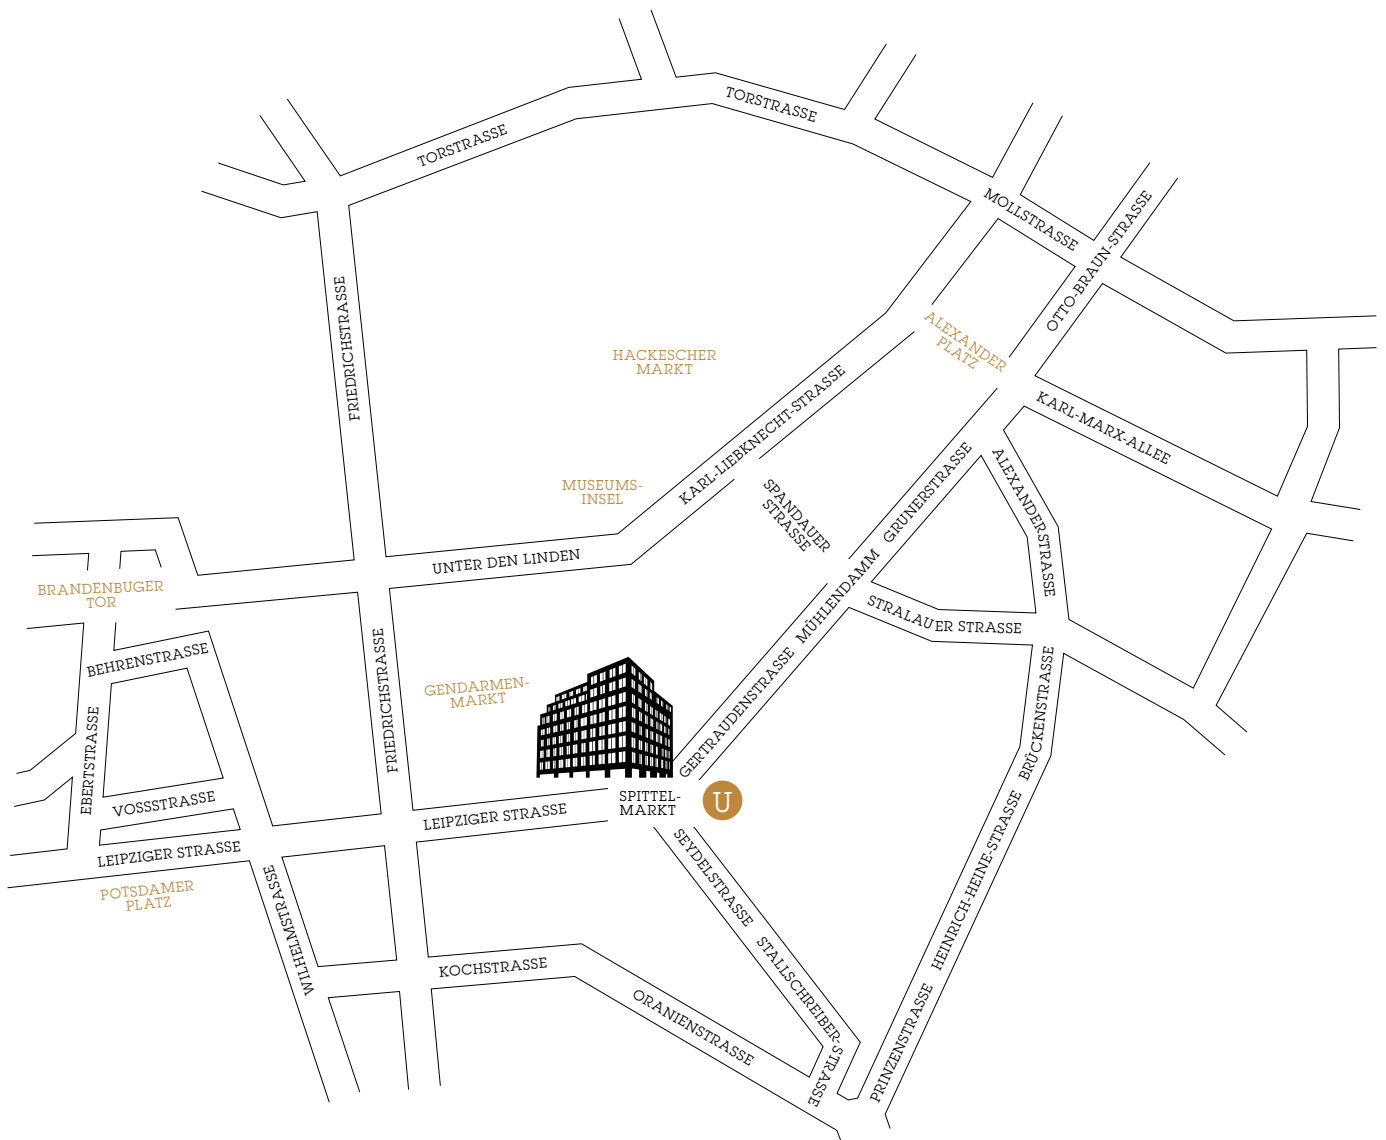 TORSTRASSE
TORSTRASSE
MOLLSTRASSE
OTTO-BRAUN-STRASSE
FRIEDRICHSTRASSE
HACKESCHER
MARKT
ALEXANDER
PLATZ
KARL-LIEBKNECHT-STRASSE
KARL-MARX-ALLEE
MUSEUMS-
INSEL
SPANDAUER
STRASSE
GRUNERSTRASSE
ALEXANDERSTRASSE
UNTER DEN LINDEN
BRANDENBUGER
TOR
MÜHLENDAMM
STRALAUER STRASSE
BEHRENSTRASSE
FRIEDRICHSTRASSE
GENDARMEN-
MARKT
GERTRAUDENSTRASSE
BRÜCKENSTRASSE
EBERTSTRASSE
VOSSSTRASSE
LEIPZIGER STRASSE
SPITTEL-
MARKT
U
LEIPZIGER STRASSE
POTSDAMER
PLATZ
WILHELMSTRASSE
SEYDELSTRASSE
HEINRICH-HEINE-STRASSE
KOCHSTRASSE
STALLSCHREIBER-
STRASSE
ORANIENSTRASSE
PRINZENSTRASSE